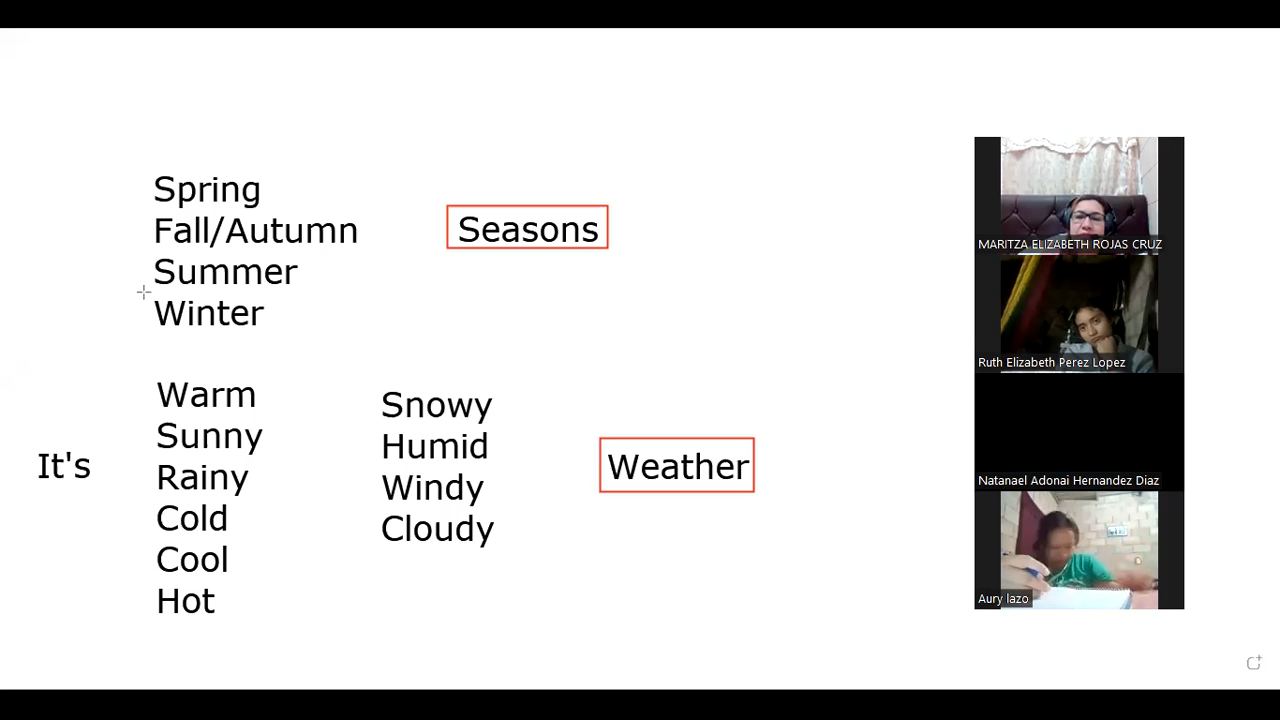 Spring
Fall/Autumn
Summer
Winter
Seasons
It's
Warm
Sunny
Rainy
Cold
Cool
Hot
Snowy
Humid
Windy
Cloudy
Weather
MARITZA ELIZABETH ROJAS CRUZ
Ruth Elizabeth Perez Lopez
Natanael Adonai Hernandez Diaz
Aury lazo